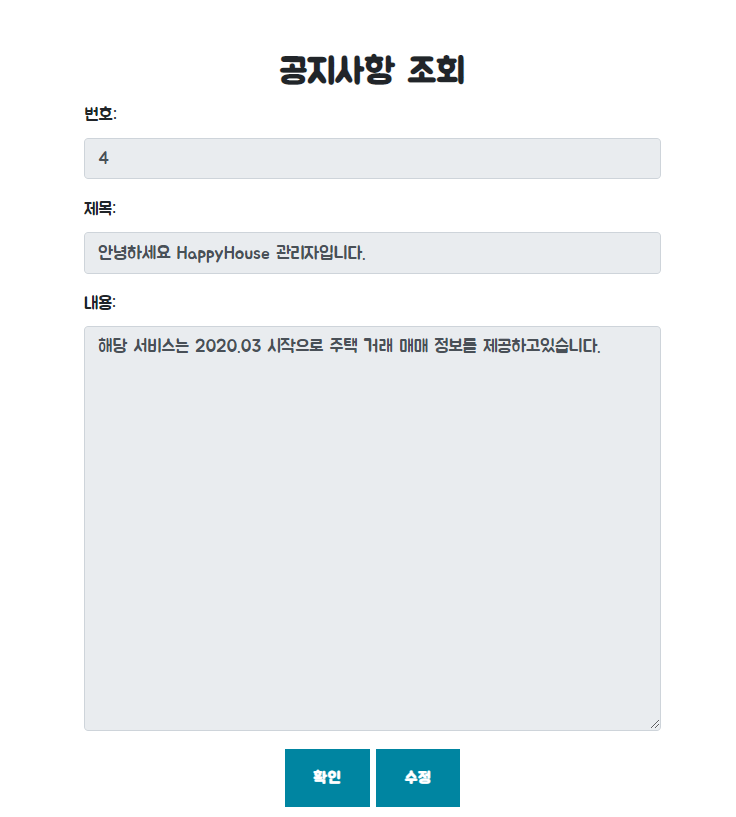 공지사항 조회
번호:
4
제목:
안녕하세요 HappyHouse 관리자입니다.
내용:
해당 서비스는 2020.03 시작으로 주택 거래 매매 정보를 제공하고있습니다.
확인
수정